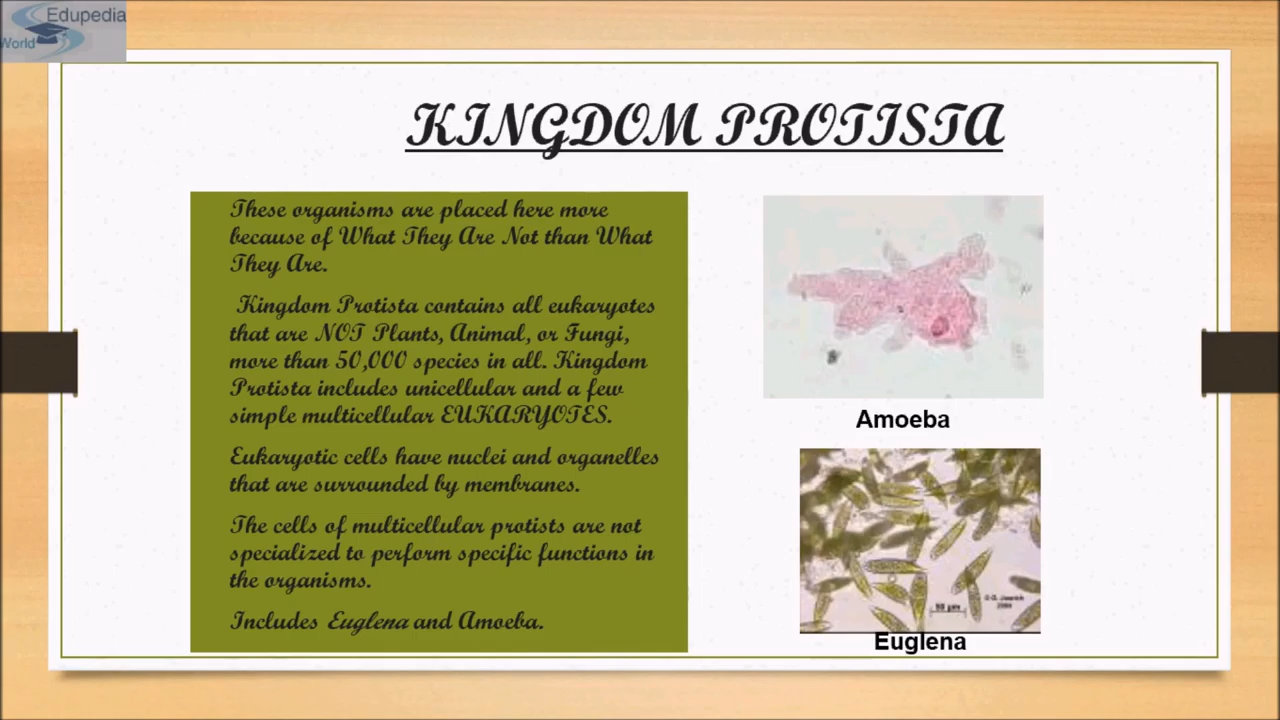 Edupedia
World
KINGDOM PROTISTA
These organisms are placed here more
because of What They Are Not than What
They Are.
Kingdom Protista contains all eukaryotes
that are NOT Plants, Animal, or Fungi,
more than 50,000 species in all. Kingdom
Protista includes unicellular and a few
simple multicellular EUKARYOTES.
Eukaryotic cells have nuclei and organelles
that are surrounded by membranes.
The cells of multicellular protists are not
specialized to perform specific functions in
the organisms.
Includes Euglena and Amoeba.
Amoeba
50 µm
Euglena